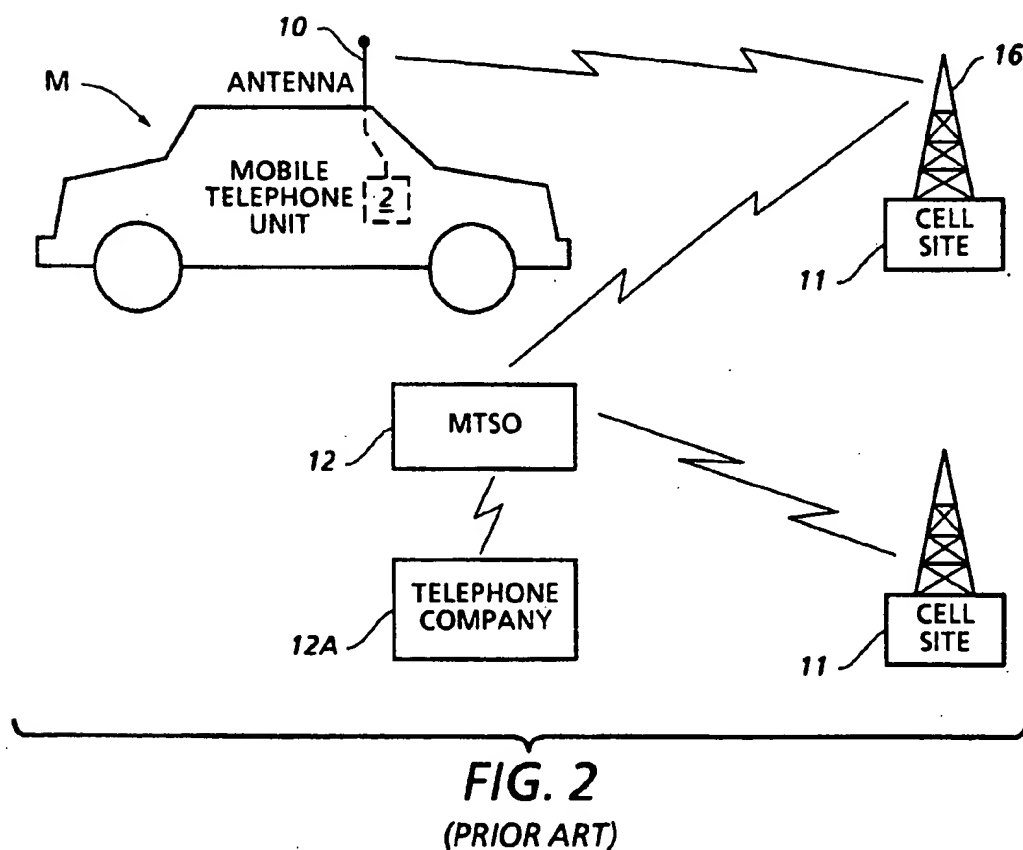 10
16
M
ANTENNA
MOBILE
TELEPHONE
UNIT
2
CELL
SITE
11
MTSO
12
TELEPHONE
COMPANY
12A
CELL
SITE
11
FIG. 2
(PRIOR ART)